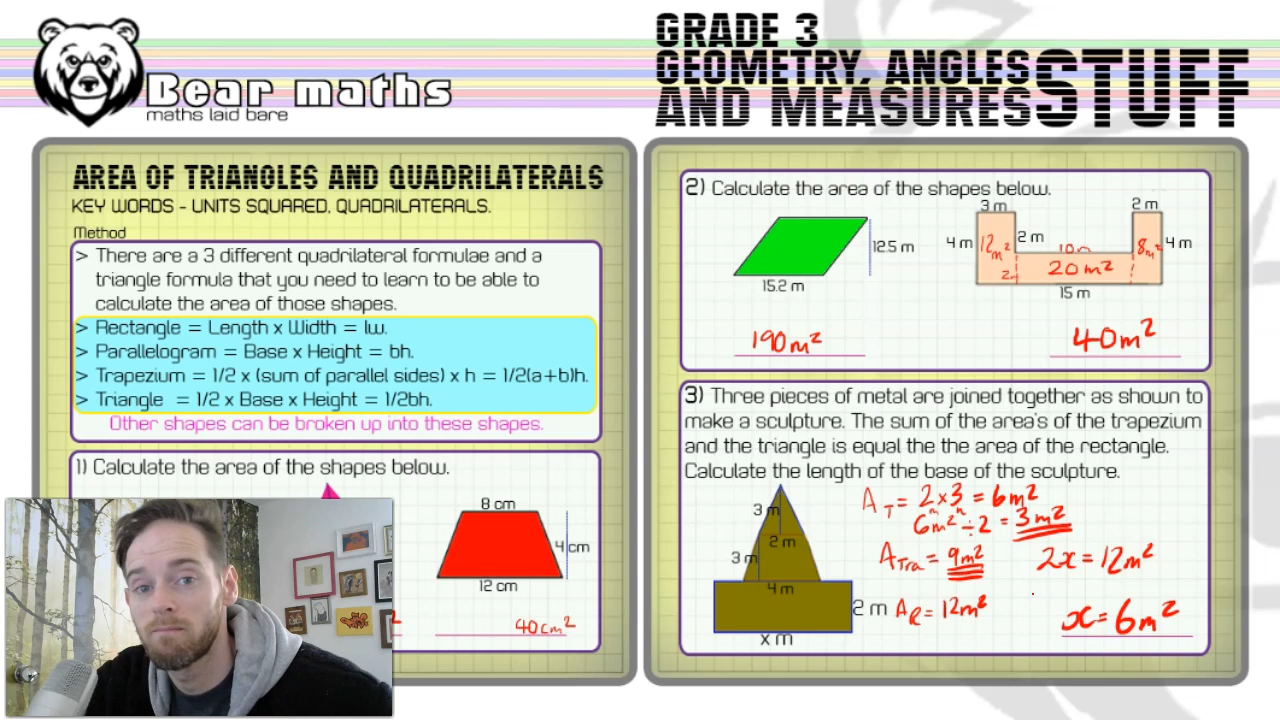 Bear maths
maths laid bare
GRADE 3
GEOMETRY, ANGLES
AND MEASURES
STUFF
AREA OF TRIANGLES AND QUADRILATERALS
KEY WORDS - UNITS SQUARED, QUADRILATERALS.
Method
> There are a 3 different quadrilateral formulae and a
triangle formula that you need to learn to be able to
calculate the area of those shapes.
> Rectangle = Length x Width = lw.
> Parallelogram = Base x Height = bh.
> Trapezium = 1/2 x (sum of parallel sides) x h = 1/2(a+b)h.
> Triangle = 1/2 x Base x Height = 1/2bh.
Other shapes can be broken up into these shapes.
1) Calculate the area of the shapes below.
8 cm
4 cm
12 cm
2
40cm²
2) Calculate the area of the shapes below.
12.5 m
15.2 m
190m²
3 m
2 m
4 m
12m²
2 m
10m
8m²
4 m
20m²
2m
15 m
40m²
3) Three pieces of metal are joined together as shown to
make a sculpture. The sum of the area's of the trapezium
and the triangle is equal the the area of the rectangle.
Calculate the length of the base of the sculpture.
3 m
2 m
3 m
4 m
2 m
x m
A_T = 2 x 3 = 6m²
m m
6m² ÷ 2 = 3m²
A_Tra = 9m²
A_R = 12m²
2x = 12m²
x = 6m²